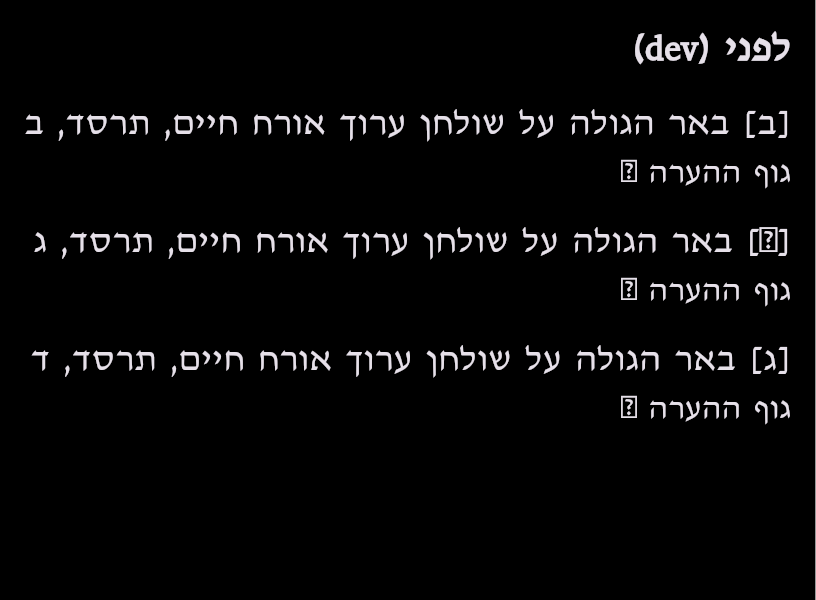 לפני (dev)
[ב] באר הגולה על שולחן ערוך אורח חיים, תרסד, ב
גוף ההערה
[] באר הגולה על שולחן ערוך אורח חיים, תרסד, ג
גוף ההערה
[ג] באר הגולה על שולחן ערוך אורח חיים, תרסד, ד
גוף ההערה